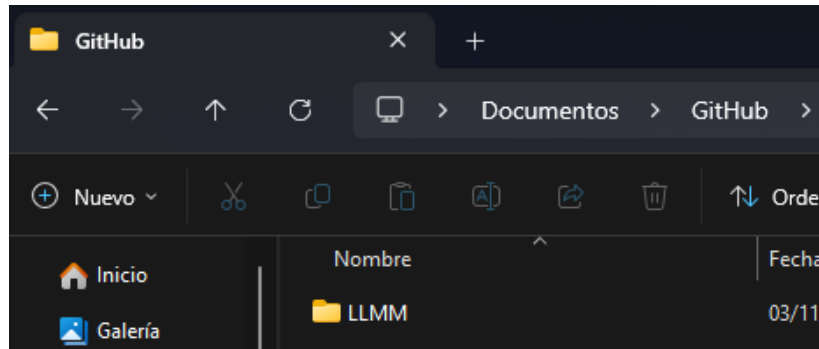 GitHub
Documentos > GitHub >
Nuevo Orde
Nombre Fecha
Inicio
LLMM 03/11
Galería